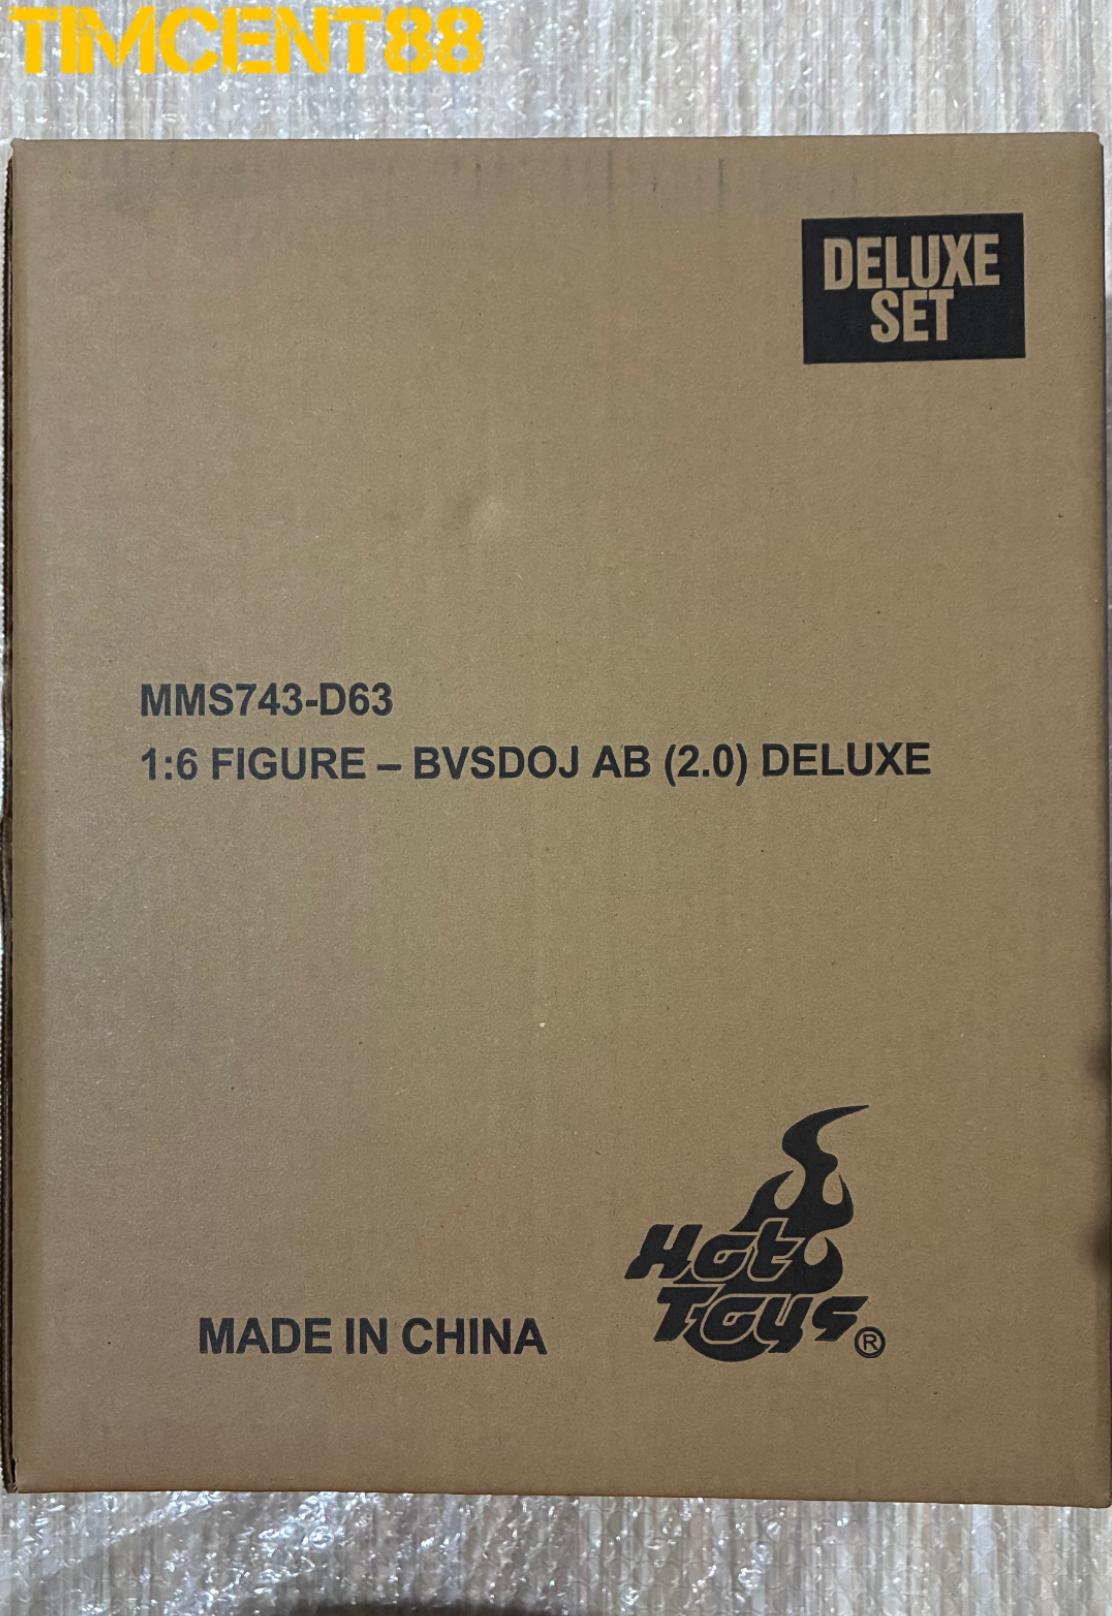 TIMCENT88
DELUXE
SET
MMS743-D63
1:6 FIGURE – BVSDOJ AB (2.0) DELUXE
Hot
Toys®
MADE IN CHINA